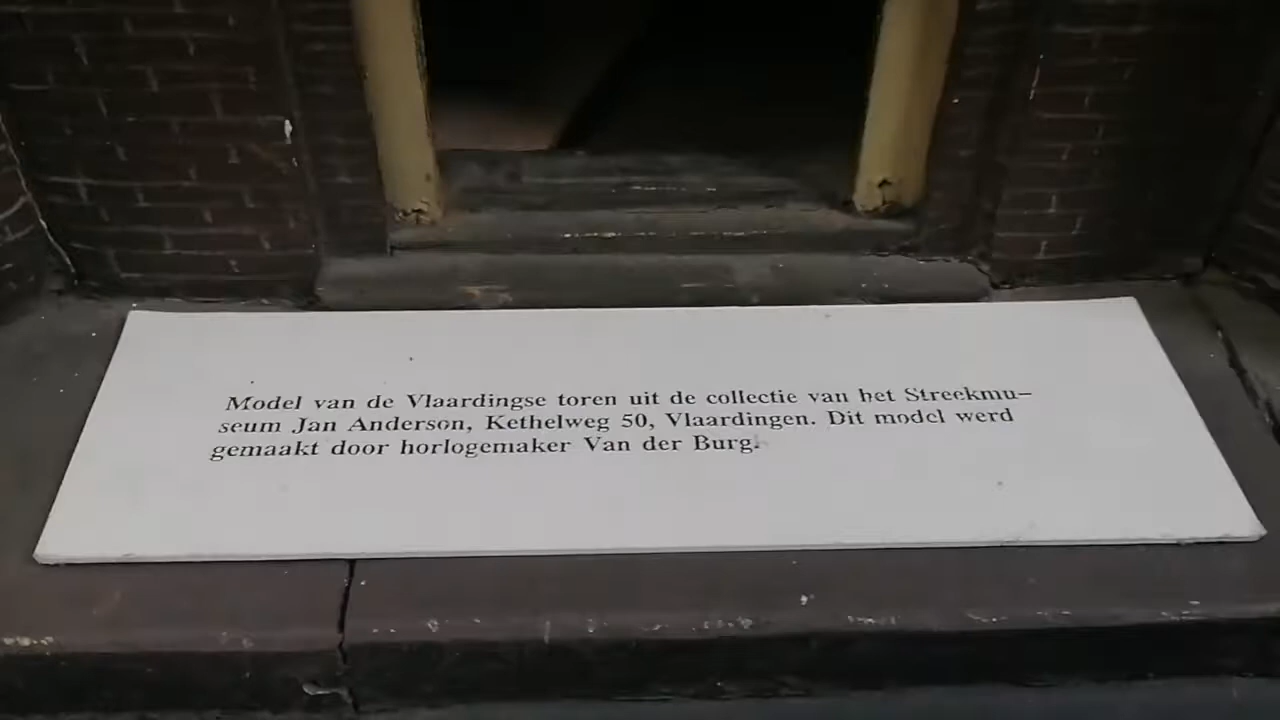 Model van de Vlaardingse toren uit de collectie van het Streekmu-
seum Jan Anderson, Kethelweg 50, Vlaardingen. Dit model werd
gemaakt door horlogemaker Van der Burg.